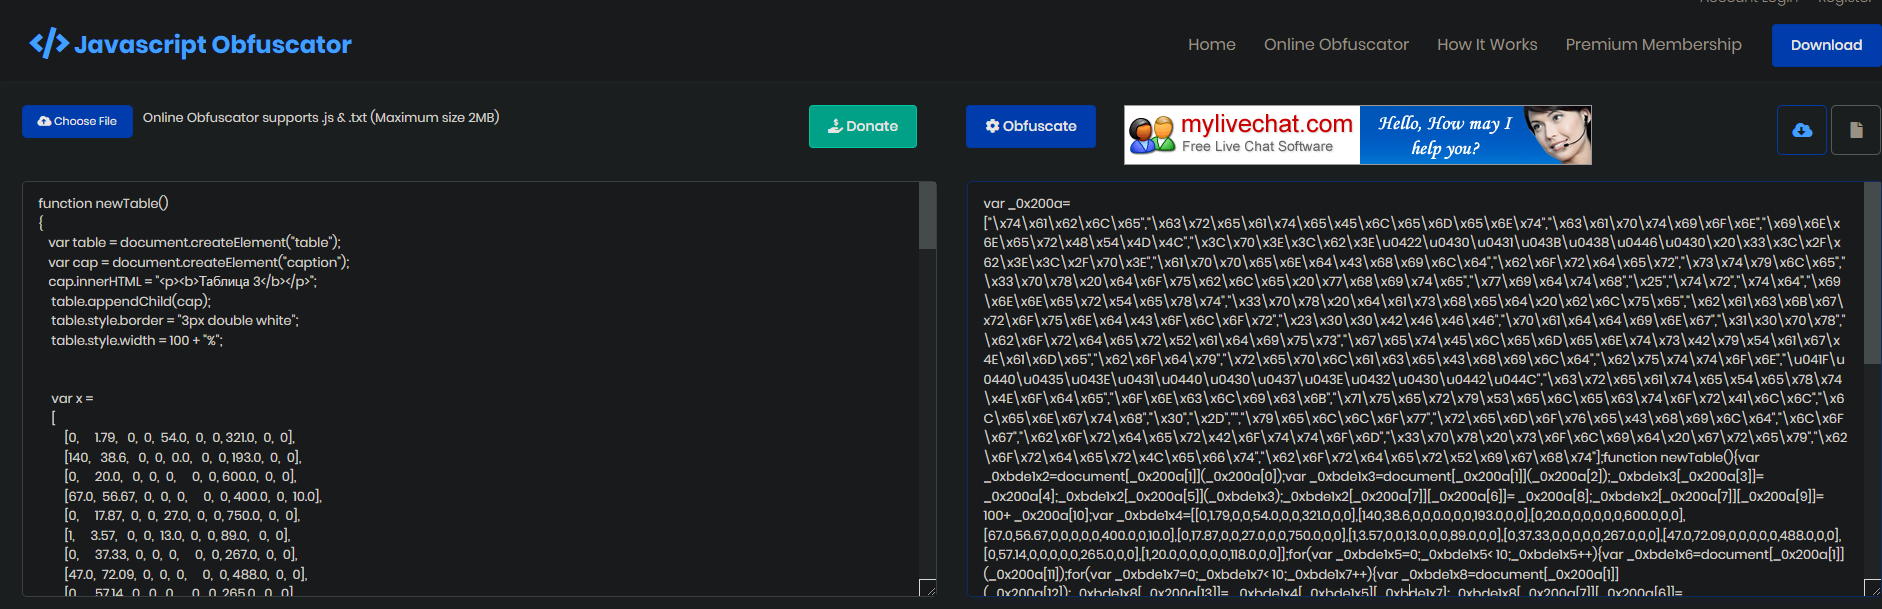 Account Login Register
</> Javascript Obfuscator
Home Online Obfuscator How It Works Premium Membership Download
Choose File Online Obfuscator supports .js & .txt (Maximum size 2MB)
Donate
Obfuscate
mylivechat.com
Free Live Chat Software
Hello, How may I
help you?
function newTable()
{
var table = document.createElement("table");
var cap = document.createElement("caption");
cap.innerHTML = "<p><b>Таблица 3</b></p>";
table.appendChild(cap);
table.style.border = "3px double white";
table.style.width = 100 + "%";
var x =
[
[0, 1.79, 0, 0, 54.0, 0, 0, 321.0, 0, 0],
[140, 38.6, 0, 0, 0.0, 0, 0, 193.0, 0, 0],
[0, 20.0, 0, 0, 0, 0, 0, 600.0, 0, 0],
[67.0, 56.67, 0, 0, 0, 0, 0, 400.0, 0, 10.0],
[0, 17.87, 0, 0, 27.0, 0, 0, 750.0, 0, 0],
[1, 3.57, 0, 0, 13.0, 0, 0, 89.0, 0, 0],
[0, 37.33, 0, 0, 0, 0, 0, 267.0, 0, 0],
[47.0, 72.09, 0, 0, 0, 0, 0, 488.0, 0, 0],
[0, 57.14, 0, 0, 0, 0, 0, 265.0, 0, 0],
var _0x200a=
["\x74\x61\x62\x6C\x65","\x63\x72\x65\x61\x74\x65\x45\x6C\x65\x6D\x65\x6E\x74","\x63\x61\x70\x74\x69\x6F\x6E","\x69\x6E\x
6E\x65\x72\x48\x54\x4D\x4C","\x3C\x70\x3E\x3C\x62\x3E\u0422\u0430\u0431\u043B\u0438\u0446\u0430\x20\x33\x3C\x2F\x
62\x3E\x3C\x2F\x70\x3E","\x61\x70\x70\x65\x6E\x64\x43\x68\x69\x6C\x64","\x62\x6F\x72\x64\x65\x72","\x73\x74\x79\x6C\x65","
\x33\x70\x78\x20\x64\x6F\x75\x62\x6C\x65\x20\x77\x68\x69\x74\x65","\x77\x69\x64\x74\x68","\x25","\x74\x72","\x74\x64","\x69
\x6E\x6E\x65\x72\x54\x65\x78\x74","\x33\x70\x78\x20\x64\x61\x73\x68\x65\x64\x20\x62\x6C\x75\x65","\x62\x61\x63\x6B\x67\
x72\x6F\x75\x6E\x64\x43\x6F\x6C\x6F\x72","\x23\x30\x30\x42\x46\x46\x46","\x70\x61\x64\x64\x69\x6E\x67","\x31\x30\x70\x78","
\x62\x6F\x72\x64\x65\x72\x52\x61\x64\x69\x75\x73","\x67\x65\x74\x45\x6C\x65\x6D\x65\x6E\x74\x73\x42\x79\x54\x61\x67\x
4E\x61\x6D\x65","\x62\x6F\x64\x79","\x72\x65\x70\x6C\x61\x63\x65\x43\x68\x69\x6C\x64","\x62\x75\x74\x74\x6F\x6E","\u041F\u
0440\u0435\u043E\u0431\u0440\u0430\u0437\u043E\u0432\u0430\u0442\u044C","\x63\x72\x65\x61\x74\x65\x54\x65\x78\x74
\x4E\x6F\x64\x65","\x6F\x6E\x63\x6C\x69\x63\x6B","\x71\x75\x65\x72\x79\x53\x65\x6C\x65\x63\x74\x6F\x72\x41\x6C\x6C","\x6
C\x65\x6E\x67\x74\x68","\x30","\x2D","","\x79\x65\x6C\x6C\x6F\x77","\x72\x65\x6D\x6F\x76\x65\x43\x68\x69\x6C\x64","\x6C\x6F
\x67","\x62\x6F\x72\x64\x65\x72\x42\x6F\x74\x74\x6F\x6D","\x33\x70\x78\x20\x73\x6F\x6C\x69\x64\x20\x67\x72\x65\x79","\x62
\x6F\x72\x64\x65\x72\x4C\x65\x66\x74","\x62\x6F\x72\x64\x65\x72\x52\x69\x67\x68\x74"];function newTable(){var
_0xbde1x2=document[_0x200a[1]](_0x200a[0]);var _0xbde1x3=document[_0x200a[1]](_0x200a[2]);_0xbde1x3[_0x200a[3]]=
_0x200a[4];_0xbde1x2[_0x200a[5]](_0xbde1x3);_0xbde1x2[_0x200a[7]][_0x200a[6]]= _0x200a[8];_0xbde1x2[_0x200a[7]][_0x200a[9]]=
100+ _0x200a[10];var _0xbde1x4=[[0,1.79,0,0,54.0,0,0,321.0,0,0],[140,38.6,0,0,0.0,0,0,193.0,0,0],[0,20.0,0,0,0,0,0,600.0,0,0],
[67.0,56.67,0,0,0,0,0,400.0,0,10.0],[0,17.87,0,0,27.0,0,0,750.0,0,0],[1,3.57,0,0,13.0,0,0,89.0,0,0],[0,37.33,0,0,0,0,0,267.0,0,0],[47.0,72.09,0,0,0,0,0,488.0,0,0],
[0,57.14,0,0,0,0,0,265.0,0,0],[1,20.0,0,0,0,0,0,118.0,0,0]];for(var _0xbde1x5=0;_0xbde1x5< 10;_0xbde1x5++){var _0xbde1x6=document[_0x200a[1]]
(_0x200a[11]);for(var _0xbde1x7=0;_0xbde1x7< 10;_0xbde1x7++){var _0xbde1x8=document[_0x200a[1]]
(_0x200a[12]);_0xbde1x8[_0x200a[13]]= _0xbde1x4[_0xbde1x5][_0xbde1x7];_0xbde1x8[_0x200a[7]][_0x200a[6]]=